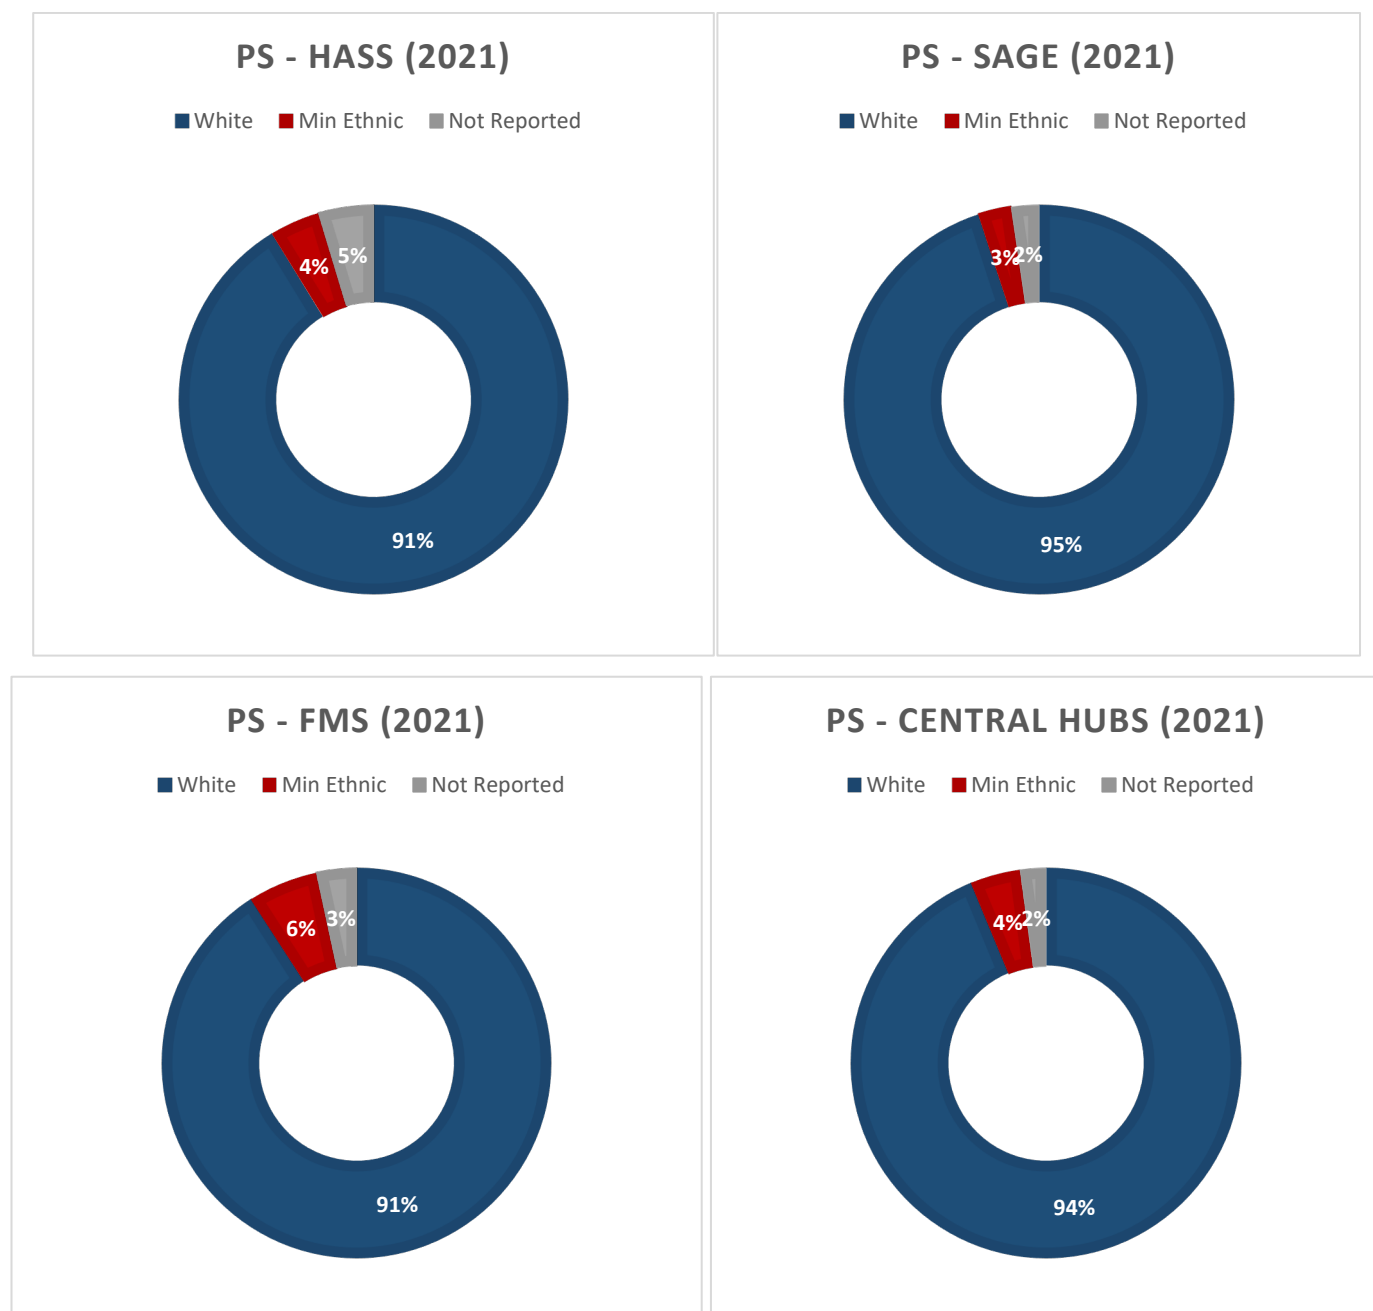 PS - HASS (2021)
White Min Ethnic Not Reported
4%
5%
91%
PS - SAGE (2021)
White Min Ethnic Not Reported
3%
2%
95%
PS - FMS (2021)
White Min Ethnic Not Reported
6%
3%
91%
PS - CENTRAL HUBS (2021)
White Min Ethnic Not Reported
4%
2%
94%